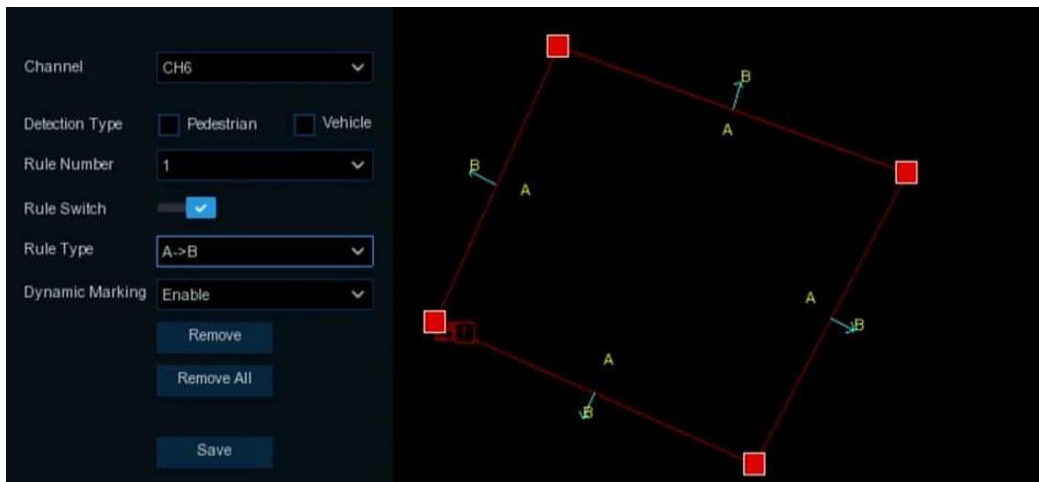 Channel CH6
Detection Type Pedestrian Vehicle
Rule Number 1
Rule Switch
Rule Type A->B
Dynamic Marking Enable
Remove
Remove All
Save
B
A
B
A
A
B
A
B
1